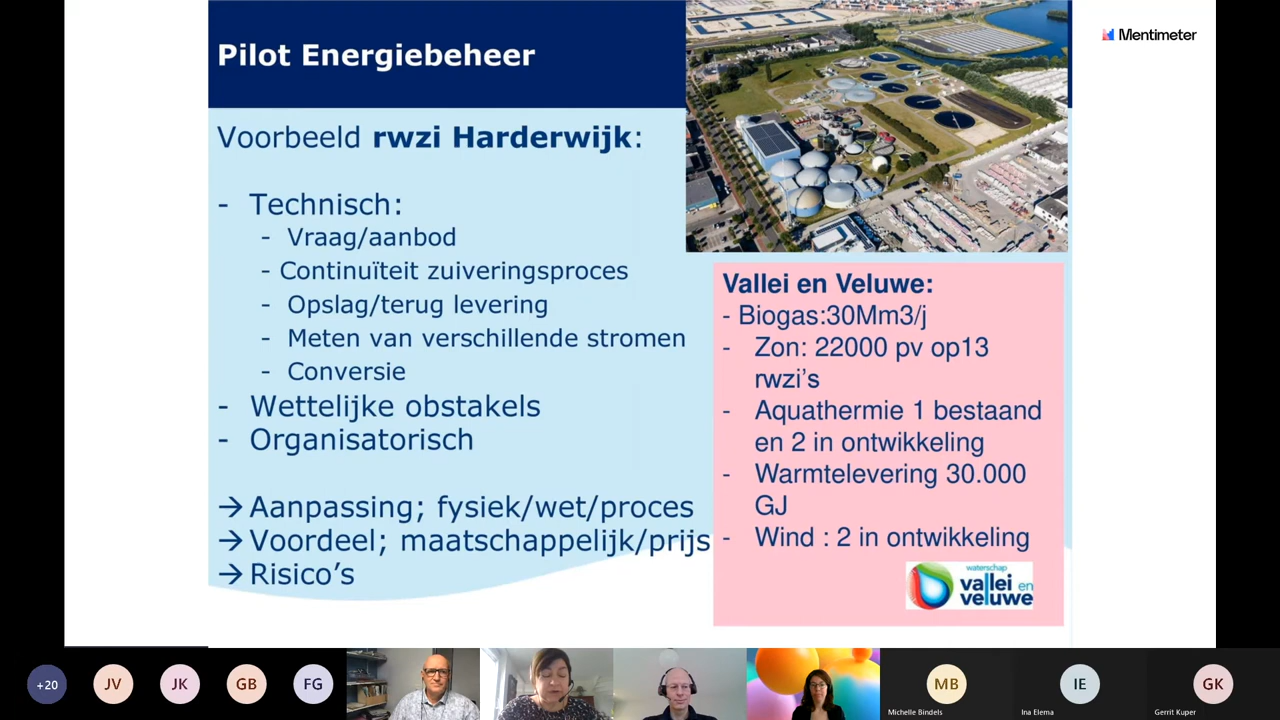 Pilot Energiebeheer
Mentimeter
Voorbeeld rwzi Harderwijk:
- Technisch:
- Vraag/aanbod
- Continuïteit zuiveringsproces
- Opslag/terug levering
- Meten van verschillende stromen
- Conversie
- Wettelijke obstakels
- Organisatorisch
→ Aanpassing; fysiek/wet/proces
→ Voordeel; maatschappelijk/prijs
→ Risico's
Vallei en Veluwe:
- Biogas:30Mm3/j
- Zon: 22000 pv op13
rwzi's
- Aquathermie 1 bestaand
en 2 in ontwikkeling
- Warmtelevering 30.000
GJ
- Wind : 2 in ontwikkeling
waterschap
vallei en
veluwe
+20
JV
JK
GB
FG
MB
Michelle Bindels
IE
Ina Elema
GK
Gerrit Kuper